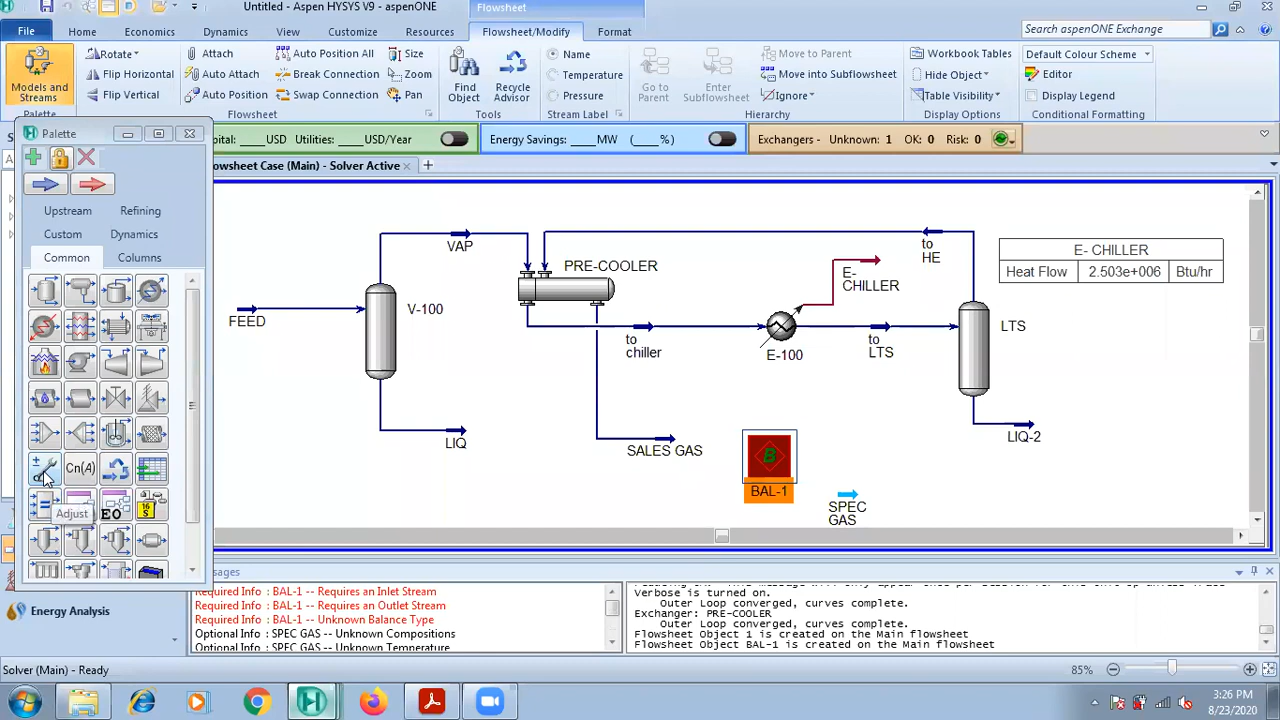 Untitled - Aspen HYSYS V9 - aspenONE
Flowsheet
File
Home
Economics
Dynamics
View
Customize
Resources
Flowsheet/Modify
Format
Search aspenONE Exchange
Models and Streams
Palette
Rotate
Flip Horizontal
Flip Vertical
Attach
Auto Attach
Auto Position
Auto Position All
Break Connection
Swap Connection
Size
Zoom
Pan
Flowsheet
Find Object
Recycle Advisor
Name
Temperature
Pressure
Stream Label
Go to Parent
Enter Subflowsheet
Move to Parent
Move into Subflowsheet
Ignore
Hierarchy
Workbook Tables
Hide Object
Table Visibility
Display Options
Default Colour Scheme
Editor
Display Legend
Conditional Formatting
Palette
pital: ____ USD Utilities: ____ USD/Year
Energy Savings: ____ MW (____ %)
Exchangers - Unknown: 1 OK: 0 Risk: 0
owsheet Case (Main) - Solver Active
Upstream
Refining
Custom
Dynamics
Common
Columns
Cn(A)
EO
16
S
Adjust
FEED
VAP
V-100
LIQ
PRE-COOLER
to
chiller
SALES GAS
E-100
E-
CHILLER
to
LTS
to
HE
LTS
LIQ-2
B
BAL-1
SPEC
GAS
E- CHILLER
Heat Flow 2.503e+006 Btu/hr
Energy Analysis
ssages
Required Info : BAL-1 -- Requires an Inlet Stream
Required Info : BAL-1 -- Requires an Outlet Stream
Required Info : BAL-1 -- Unknown Balance Type
Optional Info : SPEC GAS -- Unknown Compositions
Optional Info : SPEC GAS -- Unknown Temperature
Verbose is turned on.
Outer Loop converged, curves complete.
Exchanger: PRE-COOLER
Outer Loop converged, curves complete.
Flowsheet Object 1 is created on the Main flowsheet
Flowsheet Object BAL-1 is created on the Main flowsheet
Solver (Main) - Ready
85%
3:26 PM
8/23/2020